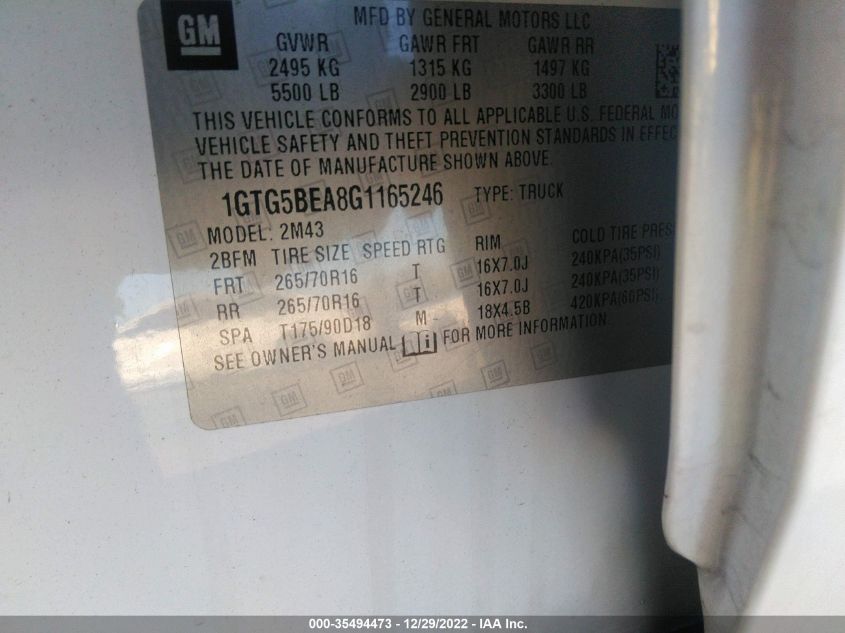 GM
MFD BY GENERAL MOTORS LLC
GVWR GAWR FRT GAWR RR
2495 KG 1315 KG 1497 KG
5500 LB 2900 LB 3300 LB
THIS VEHICLE CONFORMS TO ALL APPLICABLE U.S. FEDERAL MO
VEHICLE SAFETY AND THEFT PREVENTION STANDARDS IN EFFEC
THE DATE OF MANUFACTURE SHOWN ABOVE.
1GTG5BEA8G1165246 TYPE: TRUCK
MODEL: 2M43
2BFM TIRE SIZE SPEED RTG RIM COLD TIRE PRES
FRT 265/70R16 T 16X7.0J 240KPA(35PSI)
RR 265/70R16 T 16X7.0J 240KPA(35PSI)
SPA T175/90D18 M 18X4.5B 420KPA(60PSI)
SEE OWNER'S MANUAL FOR MORE INFORMATION.
000-35494473 - 12/29/2022 - IAA Inc.